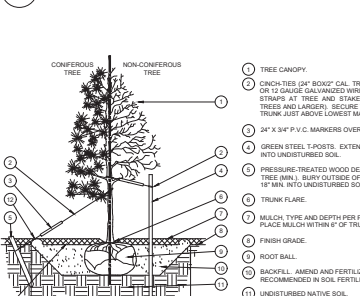 CONIFEROUS TREE
NON-CONIFEROUS TREE
1 TREE CANOPY.
2 CINCH-TIES (24" BOX/2" CAL. TR
OR 12 GAUGE GALVANIZED WIR
STRAPS AT TREE AND STAKE
TREES AND LARGER). SECURE
TRUNK JUST ABOVE LOWEST MA
3 24" X 3/4" P.V.C. MARKERS OVER
4 GREEN STEEL T-POSTS. EXTEN
INTO UNDISTURBED SOIL.
5 PRESSURE-TREATED WOOD DE
TREE (MIN.). BURY OUTSIDE OF
18" MIN. INTO UNDISTURBED SO
6 TRUNK FLARE.
7 MULCH, TYPE AND DEPTH PER P
PLACE MULCH WITHIN 6" OF TRU
8 FINISH GRADE.
9 ROOT BALL.
10 BACKFILL. AMEND AND FERTILIZ
RECOMMENDED IN SOIL FERTIL
11 UNDISTURBED NATIVE SOIL.
1
2
3
12
5
2
4
6
7
8
9
10
11